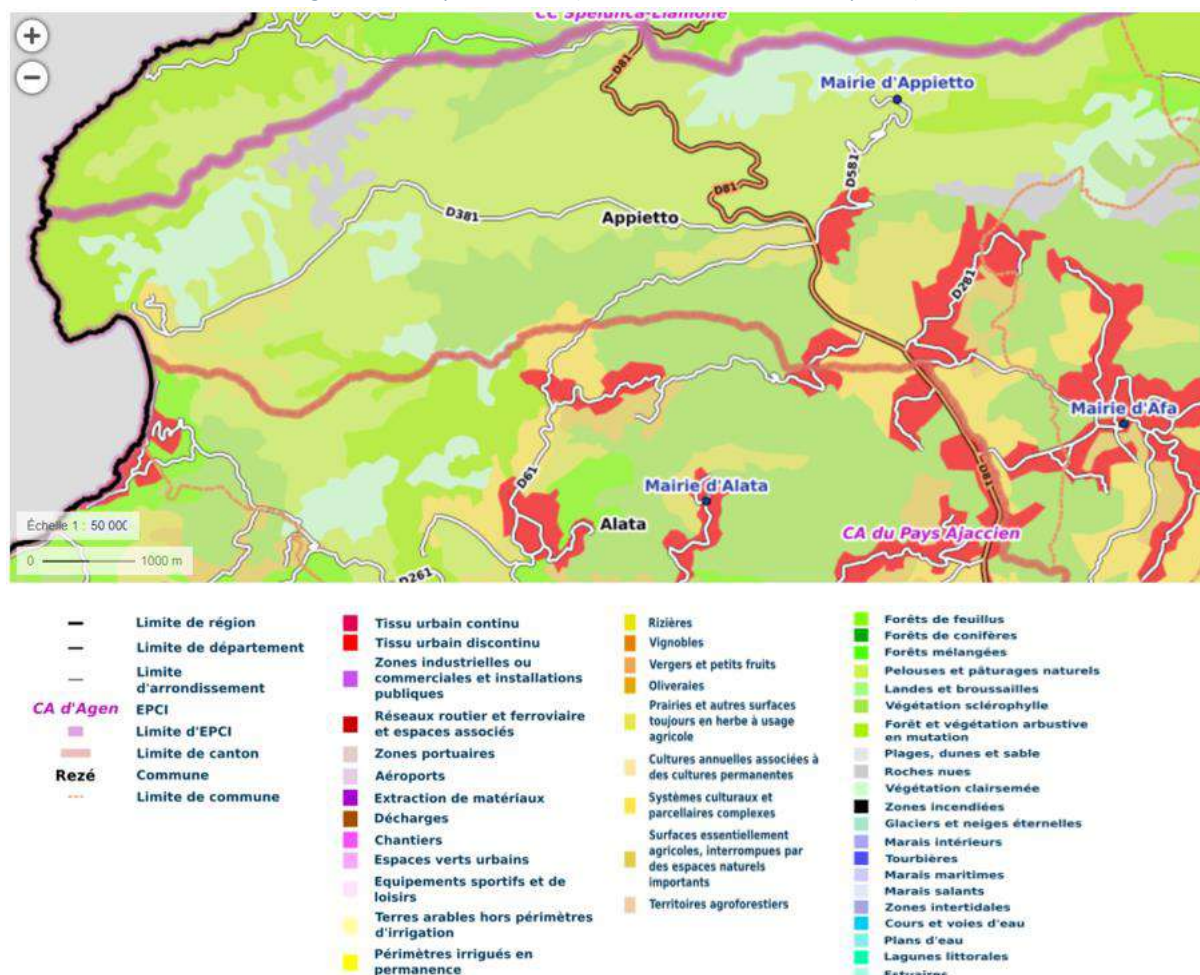 CC Spelunca-Liamone
D81
Mairie d'Appietto
D581
D81
D381
Appietto
D281
Mairie d'Afa
D61
Mairie d'Alata
D81
Échelle 1 : 50 000
Alata
CA du Pays Ajaccien
0 1000 m
D261
Limite de région
Limite de département
Limite
d'arrondissement
CA d'Agen EPCI
Limite d'EPCI
Limite de canton
Rezé Commune
Limite de commune
Tissu urbain continu
Tissu urbain discontinu
Zones industrielles ou
commerciales et installations
publiques
Réseaux routier et ferroviaire
et espaces associés
Zones portuaires
Aéroports
Extraction de matériaux
Décharges
Chantiers
Espaces verts urbains
Equipements sportifs et de
loisirs
Terres arables hors périmètres
d'irrigation
Périmètres irrigués en
permanence
Rizières
Vignobles
Vergers et petits fruits
Oliveraies
Prairies et autres surfaces
toujours en herbe à usage
agricole
Cultures annuelles associées à
des cultures permanentes
Systèmes culturaux et
parcellaires complexes
Surfaces essentiellement
agricoles, interrompues par
des espaces naturels
importants
Territoires agroforestiers
Forêts de feuillus
Forêts de conifères
Forêts mélangées
Pelouses et pâturages naturels
Landes et broussailles
Végétation sclérophylle
Forêt et végétation arbustive
en mutation
Plages, dunes et sable
Roches nues
Végétation clairsemée
Zones incendiées
Glaciers et neiges éternelles
Marais intérieurs
Tourbières
Marais maritimes
Marais salants
Zones intertidales
Cours et voies d'eau
Plans d'eau
Lagunes littorales
Estuaires